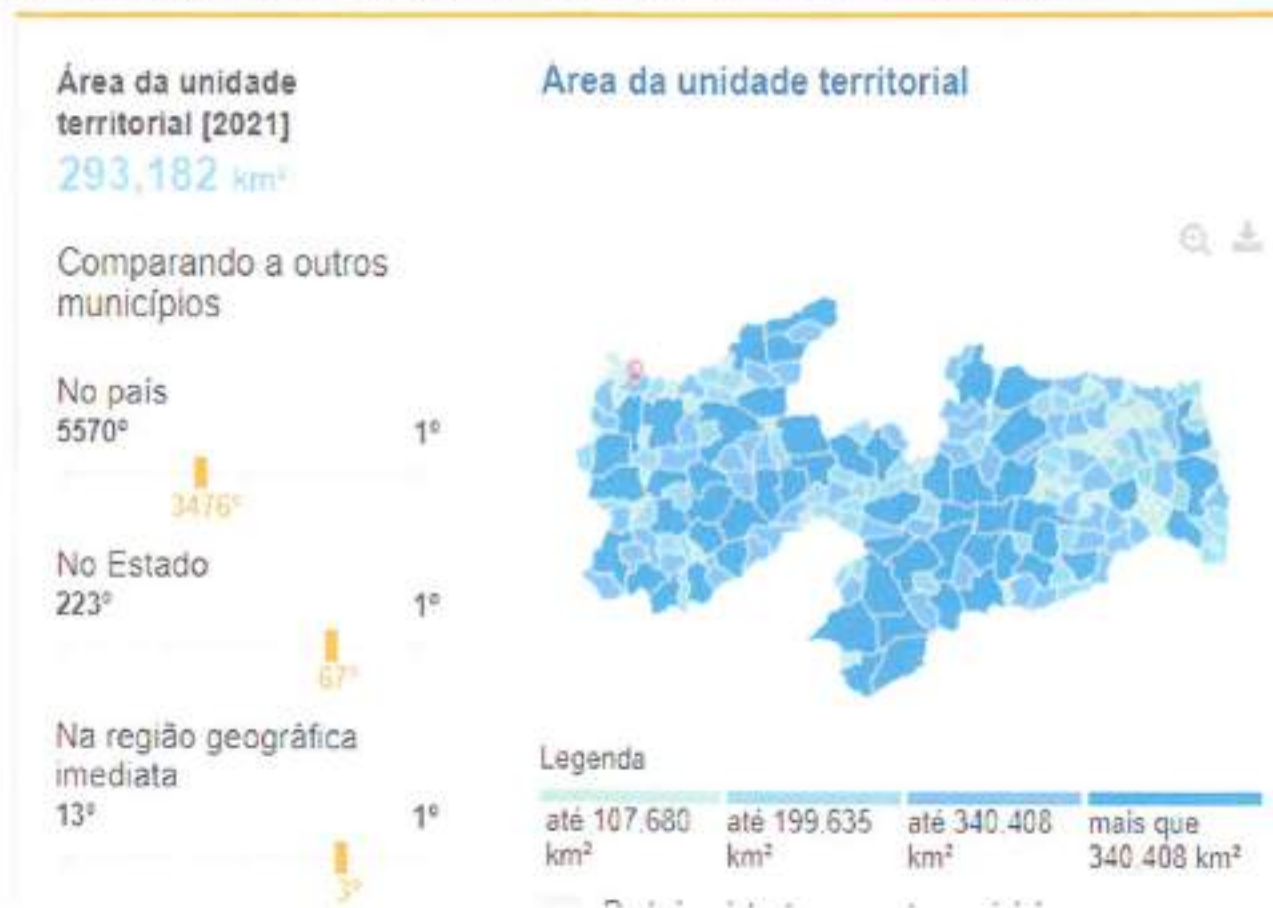 Área da unidade
territorial [2021]
293,182 km²
Comparando a outros
municípios
No país
5570º
1º
3476º
No Estado
223º
1º
67º
Na região geográfica
imediata
13º
1º
3º
Área da unidade territorial
Legenda
até 107.680
km²
até 199.635
km²
até 340.408
km²
mais que
340.408 km²